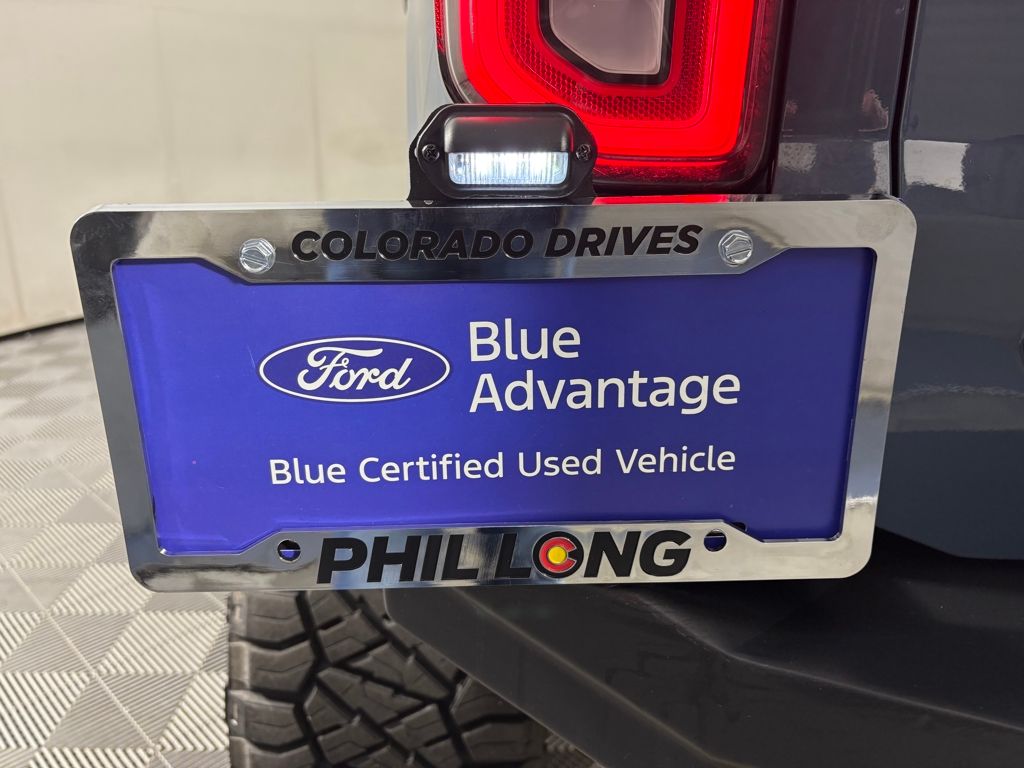 COLORADO DRIVES
Ford
Blue
Advantage
Blue Certified Used Vehicle
PHIL LONG